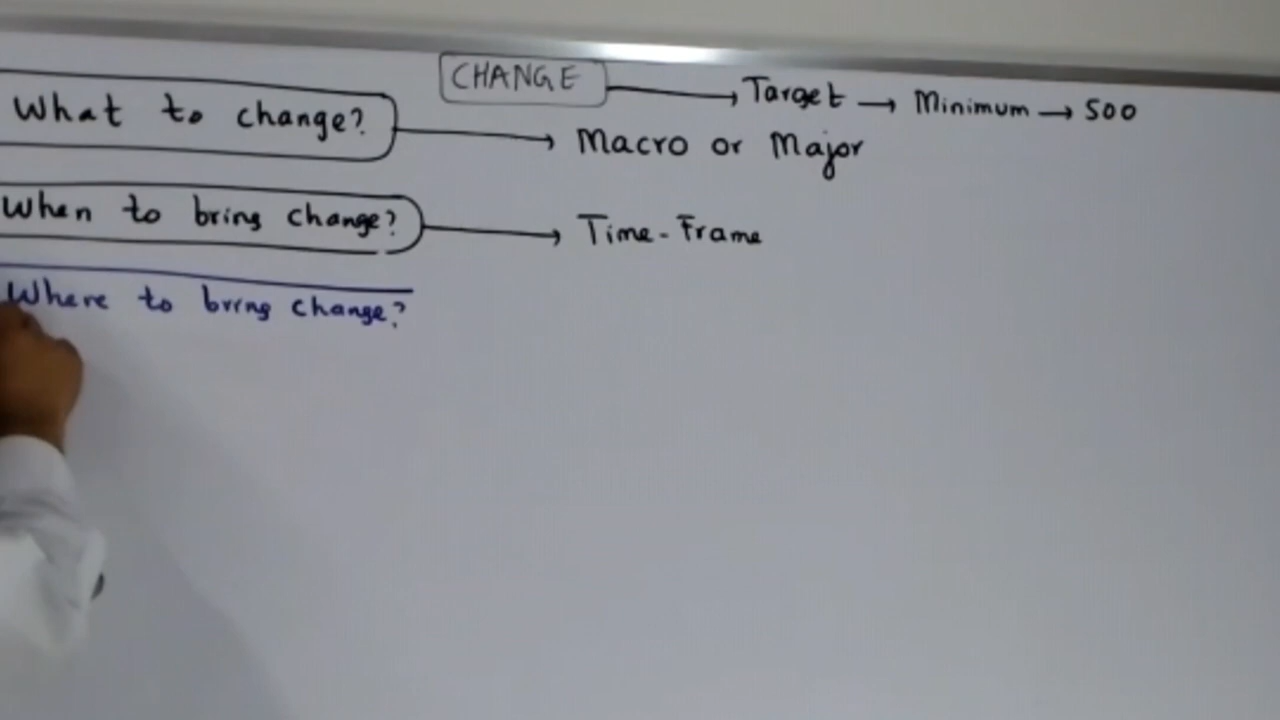 CHANGE → Target → Minimum → 500
What to change? → Macro or Major
When to bring change? → Time-Frame
Where to bring change?